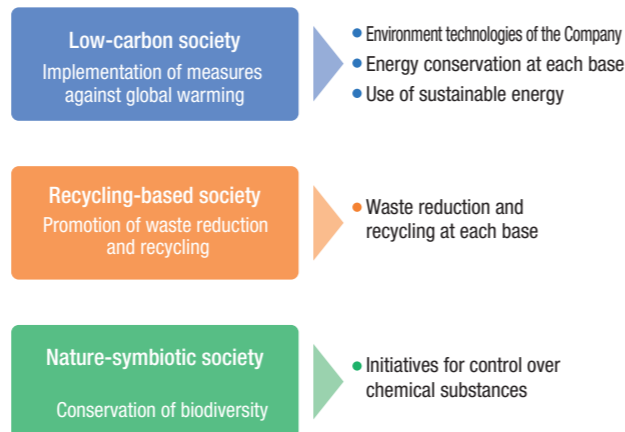 Low-carbon society
Implementation of measures
against global warming
● Environment technologies of the Company
● Energy conservation at each base
● Use of sustainable energy
Recycling-based society
Promotion of waste reduction
and recycling
● Waste reduction and
recycling at each base
Nature-symbiotic society
Conservation of biodiversity
● Initiatives for control over
chemical substances